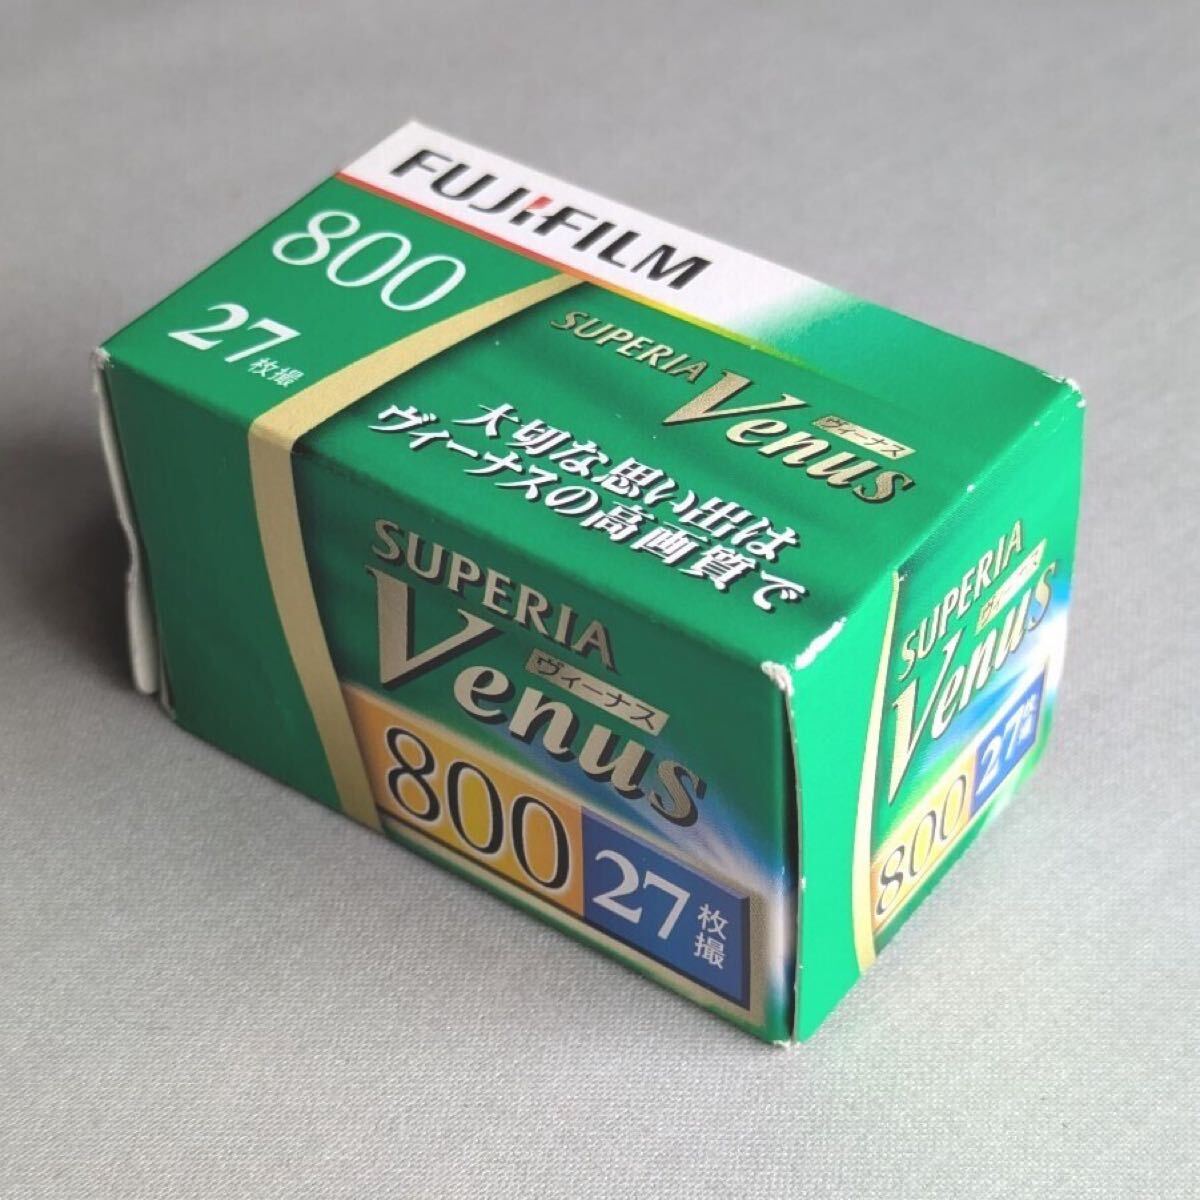 FUJIFILM
800
27枚撮
SUPERIA
Venus
ヴィーナス
大切な思い出は
ヴィーナスの高画質で
SUPERIA
Venus
ヴィーナス
800
27枚撮
SUPERIA
Venus
ヴィーナス
800
27枚撮